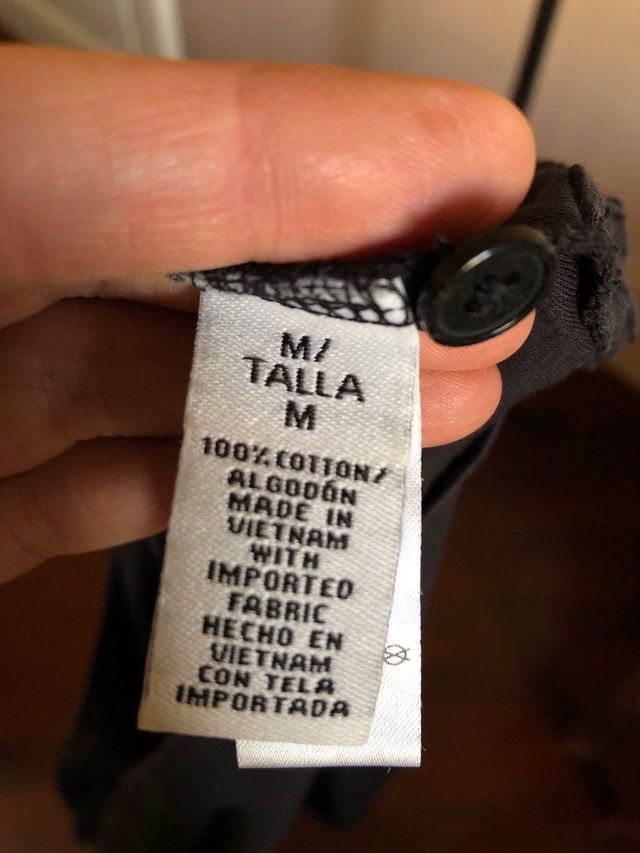 M/
TALLA
M
100% COTTON/
ALGODÓN
MADE IN
VIETNAM
WITH
IMPORTED
FABRIC
HECHO EN
VIETNAM
CON TELA
IMPORTADA